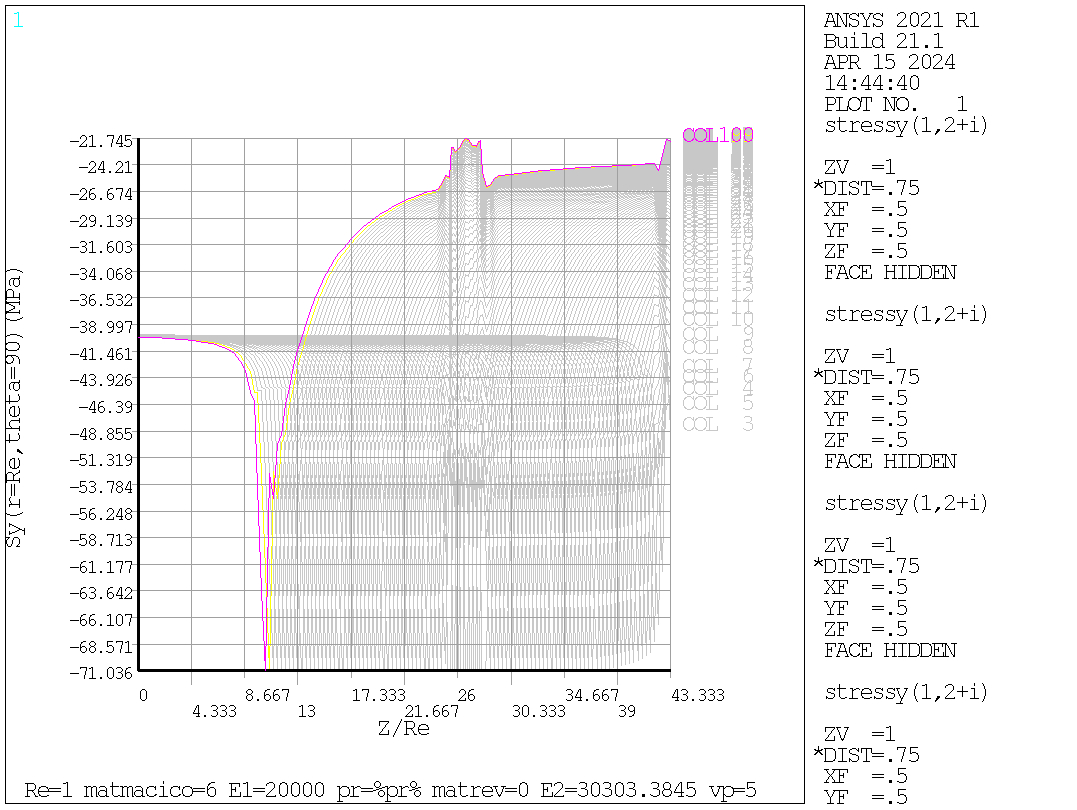 1
ANSYS 2021 R1
Build 21.1
APR 15 2024
14:44:40
PLOT NO. 1
stressy(1,2+i)
ZV =1
*DIST=.75
XF =.5
YF =.5
ZF =.5
FACE HIDDEN
stressy(1,2+i)
ZV =1
*DIST=.75
XF =.5
YF =.5
ZF =.5
FACE HIDDEN
stressy(1,2+i)
ZV =1
*DIST=.75
XF =.5
YF =.5
ZF =.5
FACE HIDDEN
stressy(1,2+i)
ZV =1
*DIST=.75
XF =.5
YF =.5
COL100
COL 8
COL 5
COL 3
Sy(r=Re,theta=90)(MPa)
-21.745
-24.21
-26.674
-29.139
-31.603
-34.068
-36.532
-38.997
-41.461
-43.926
-46.39
-48.855
-51.319
-53.784
-56.248
-58.713
-61.177
-63.642
-66.107
-68.571
-71.036
0 8.667 17.333 26 34.667 43.333
4.333 13 21.667 30.333 39
Z/Re
Re=1 matmacico=6 E1=20000 pr=%pr% matrev=0 E2=30303.3845 vp=5